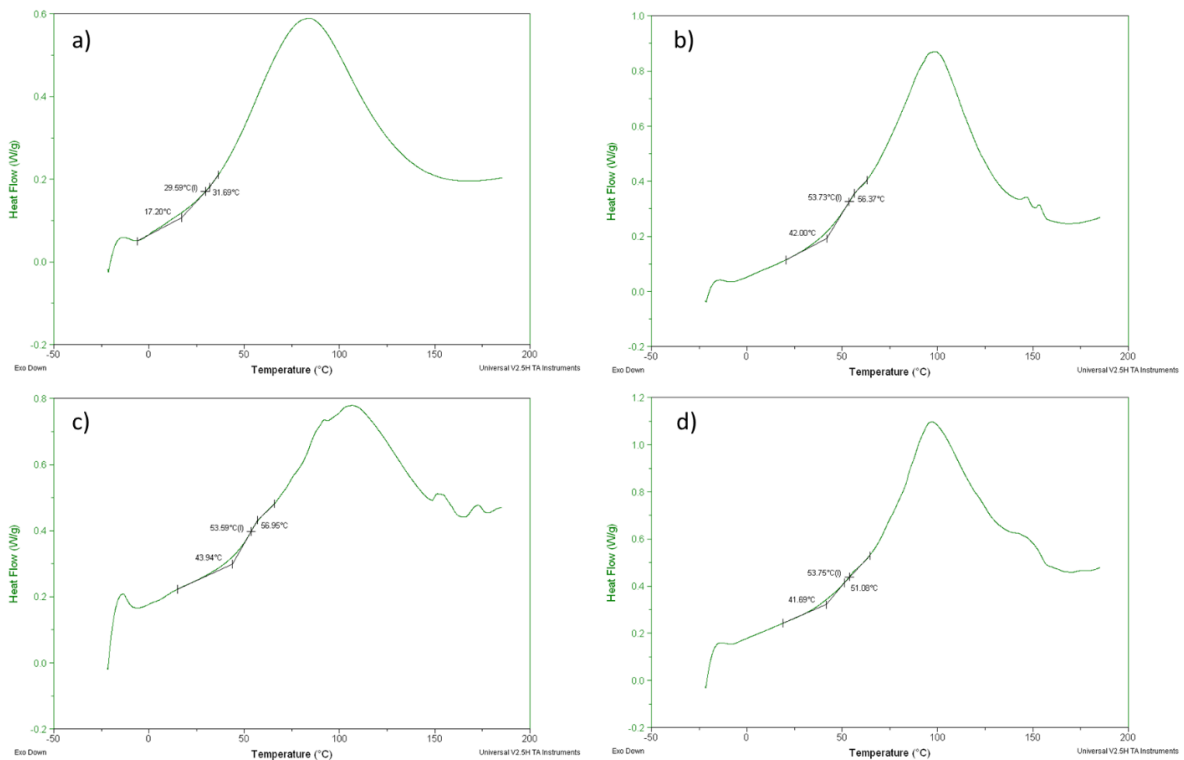 a)
0.6
0.4
0.2
0.0
-0.2
Heat Flow (W/g)
29.59°C(I)
31.69°C
17.20°C
-50
0
50
100
150
200
Exo Down
Temperature (°C)
Universal V2.5H TA Instruments
b)
1.0
0.8
0.6
0.4
0.2
0.0
-0.2
Heat Flow (W/g)
53.73°C(I)
56.37°C
42.00°C
-50
0
50
100
150
200
Exo Down
Temperature (°C)
Universal V2.5H TA Instruments
c)
0.8
0.6
0.4
0.2
0.0
-0.2
Heat Flow (W/g)
53.59°C(I)
56.95°C
43.94°C
-50
0
50
100
150
200
Exo Down
Temperature (°C)
Universal V2.5H TA Instruments
d)
1.2
1.0
0.8
0.6
0.4
0.2
0.0
-0.2
Heat Flow (W/g)
53.75°C(I)
51.08°C
41.69°C
-50
0
50
100
150
200
Exo Down
Temperature (°C)
Universal V2.5H TA Instruments